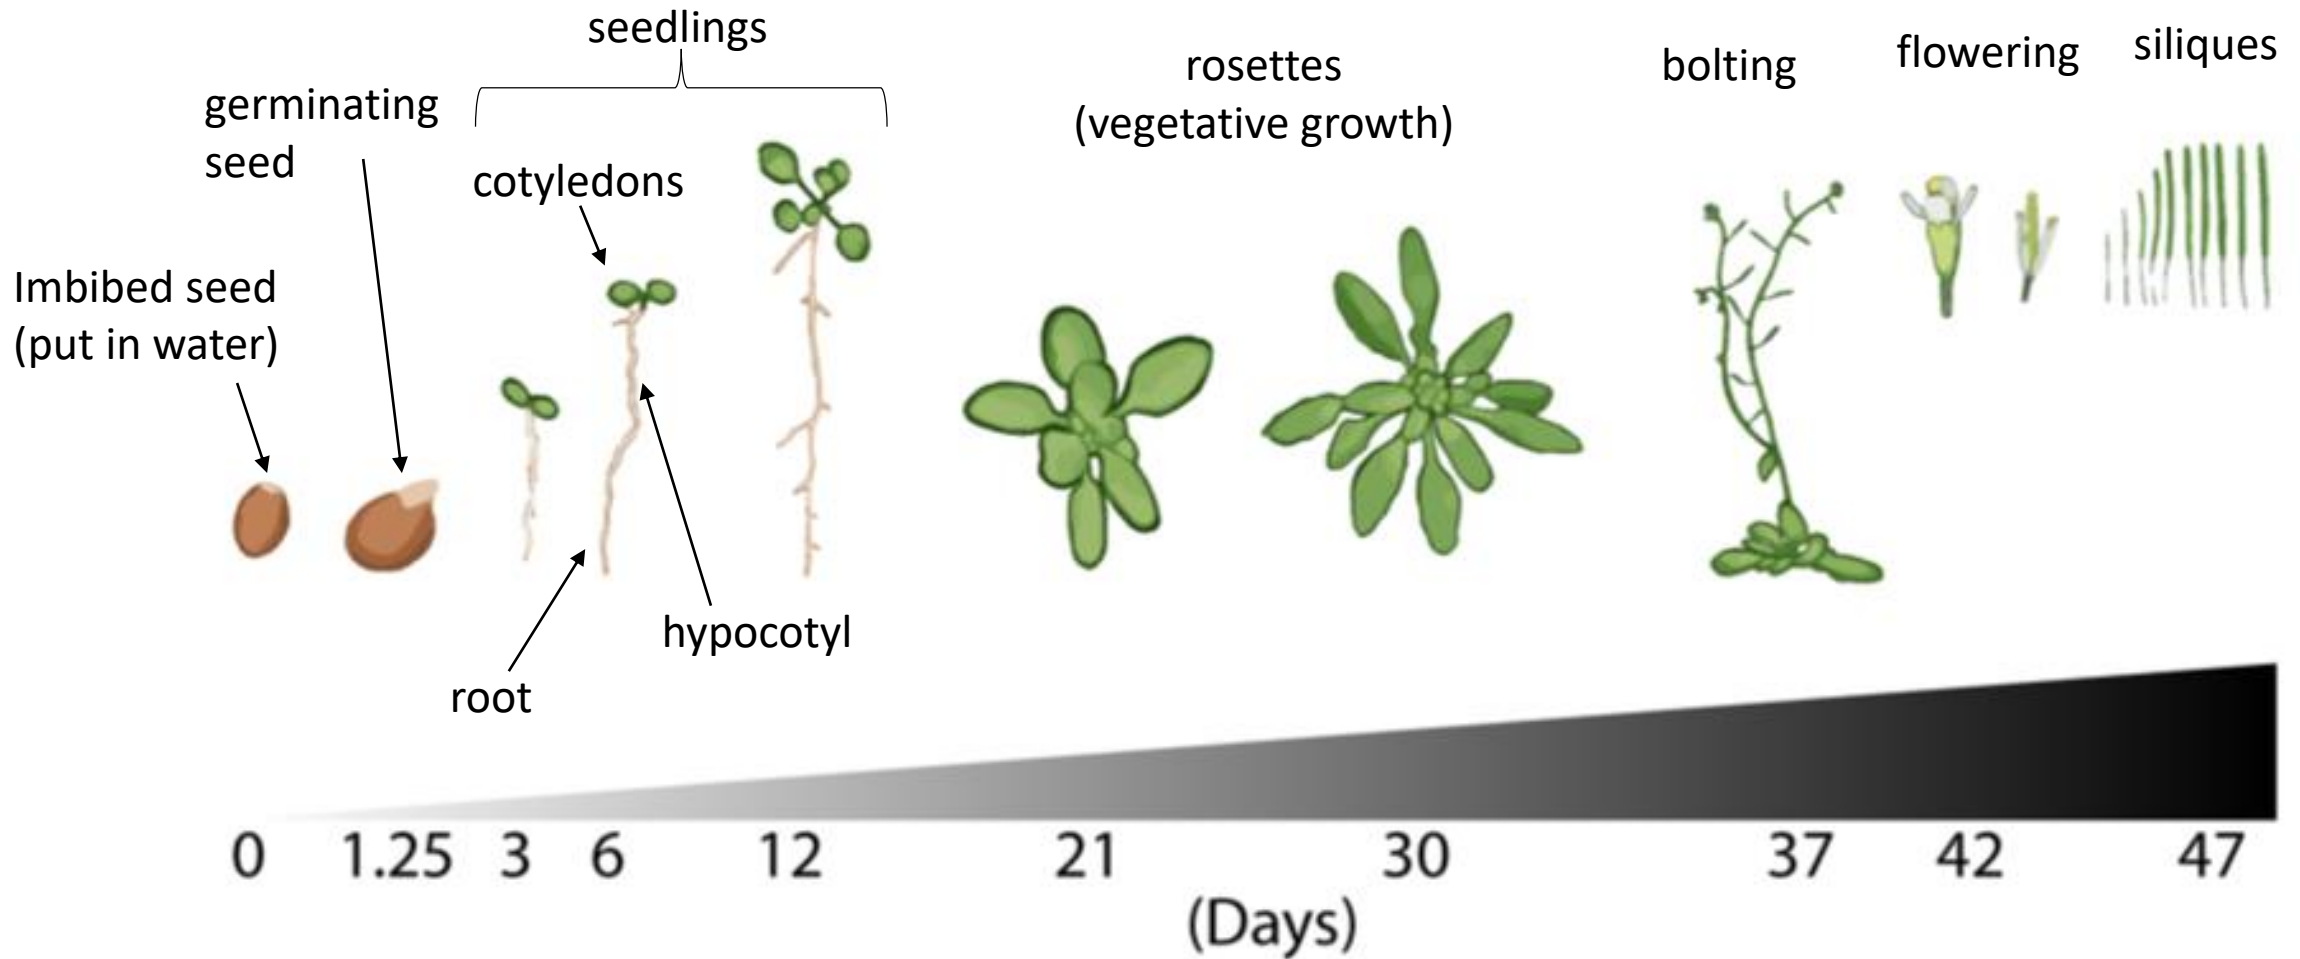 seedlings
germinating
seed
cotyledons
Imbibed seed
(put in water)
rosettes
(vegetative growth)
bolting
flowering
siliques
hypocotyl
root
0 1.25 3 6 12 21 30 37 42 47
(Days)